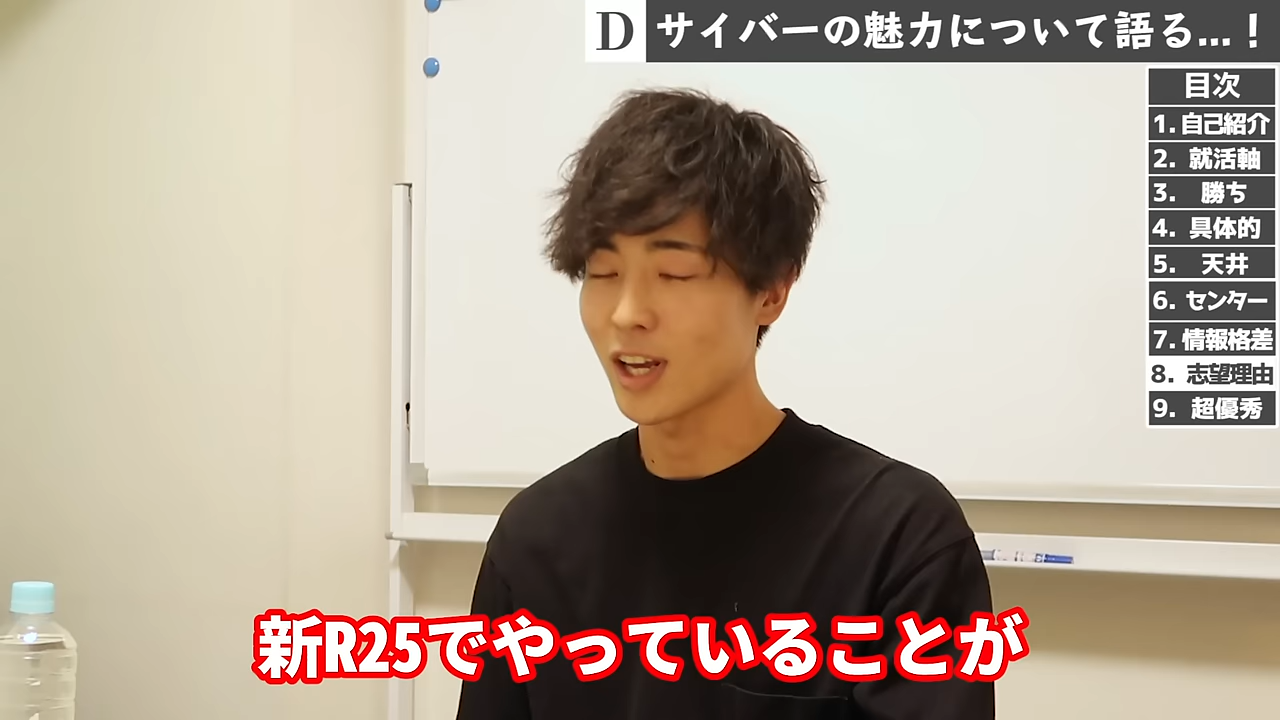 D サイバーの魅力について語る...！
目次
1. 自己紹介
2. 就活軸
3. 勝ち
4. 具体的
5. 天井
6. センター
7. 情報格差
8. 志望理由
9. 超優秀
新R25でやっていることが